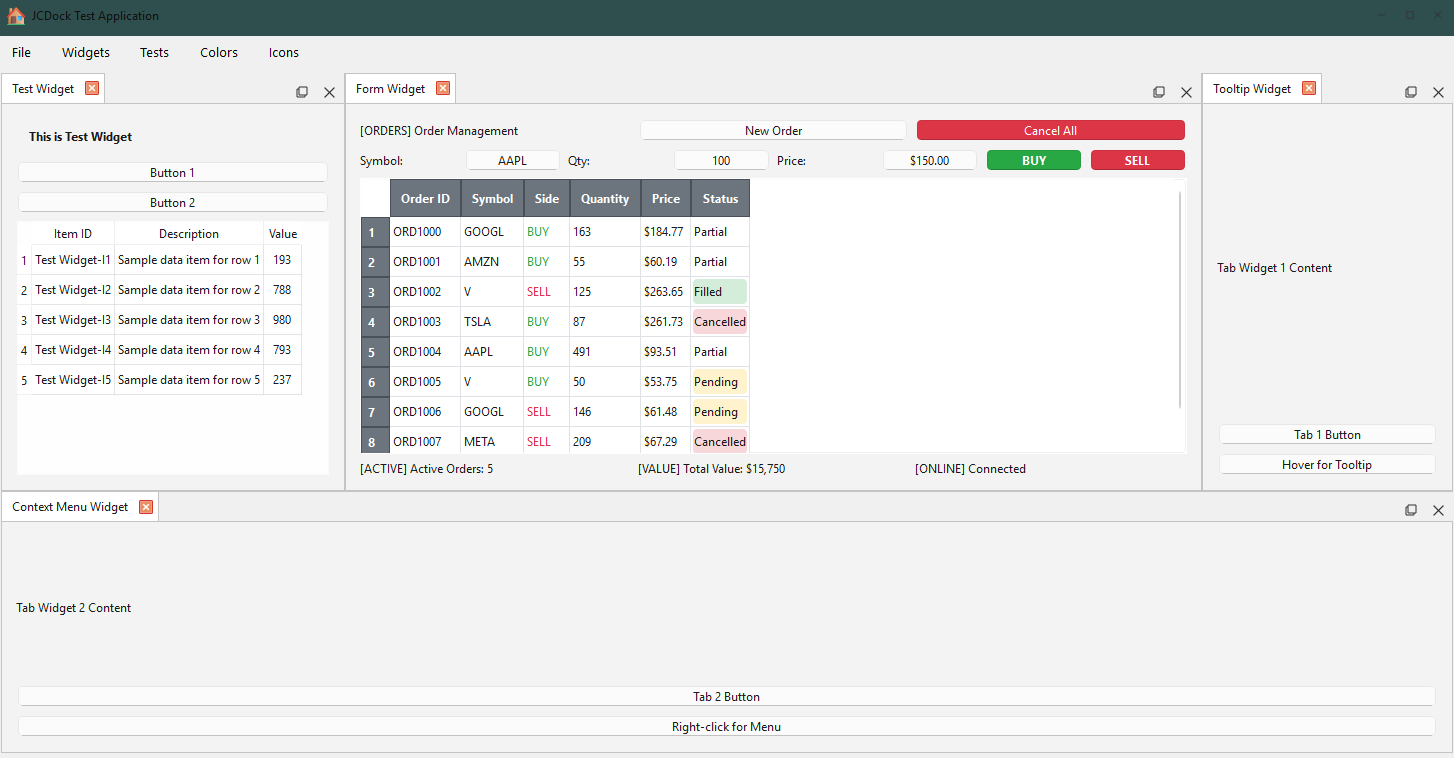 JCDock Test Application
File Widgets Tests Colors Icons
Test Widget
This is Test Widget
Button 1
Button 2
Item ID Description Value
1 Test Widget-I1 Sample data item for row 1 193
2 Test Widget-I2 Sample data item for row 2 788
3 Test Widget-I3 Sample data item for row 3 980
4 Test Widget-I4 Sample data item for row 4 793
5 Test Widget-I5 Sample data item for row 5 237
Form Widget
[ORDERS] Order Management New Order Cancel All
Symbol: AAPL Qty: 100 Price: $150.00 BUY SELL
Order ID Symbol Side Quantity Price Status
1 ORD1000 GOOGL BUY 163 $184.77 Partial
2 ORD1001 AMZN BUY 55 $60.19 Partial
3 ORD1002 V SELL 125 $263.65 Filled
4 ORD1003 TSLA BUY 87 $261.73 Cancelled
5 ORD1004 AAPL BUY 491 $93.51 Partial
6 ORD1005 V BUY 50 $53.75 Pending
7 ORD1006 GOOGL SELL 146 $61.48 Pending
8 ORD1007 META SELL 209 $67.29 Cancelled
[ACTIVE] Active Orders: 5 [VALUE] Total Value: $15,750 [ONLINE] Connected
Tooltip Widget
Tab Widget 1 Content
Tab 1 Button
Hover for Tooltip
Context Menu Widget
Tab Widget 2 Content
Tab 2 Button
Right-click for Menu